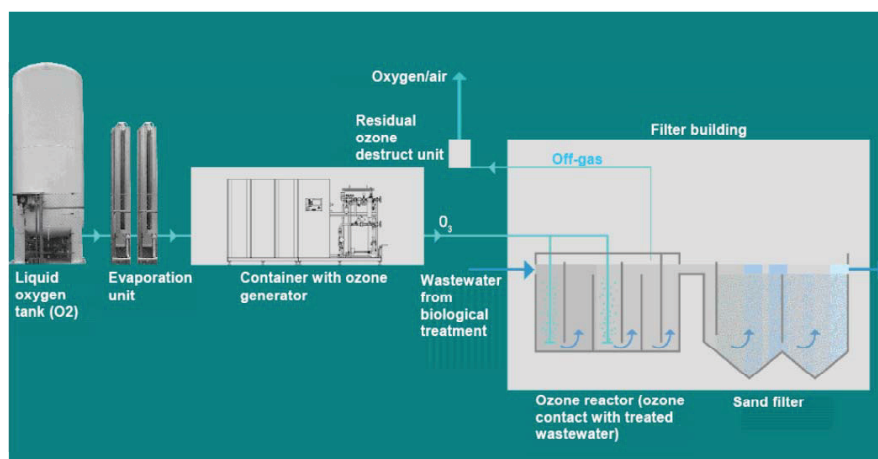 Oxygen/air
Residual
ozone
destruct unit
Filter building
Off-gas
O3
Liquid
oxygen
tank (O2)
Evaporation
unit
Container with ozone
generator
Wastewater
from
biological
treatment
Ozone reactor (ozone
contact with treated
wastewater)
Sand filter